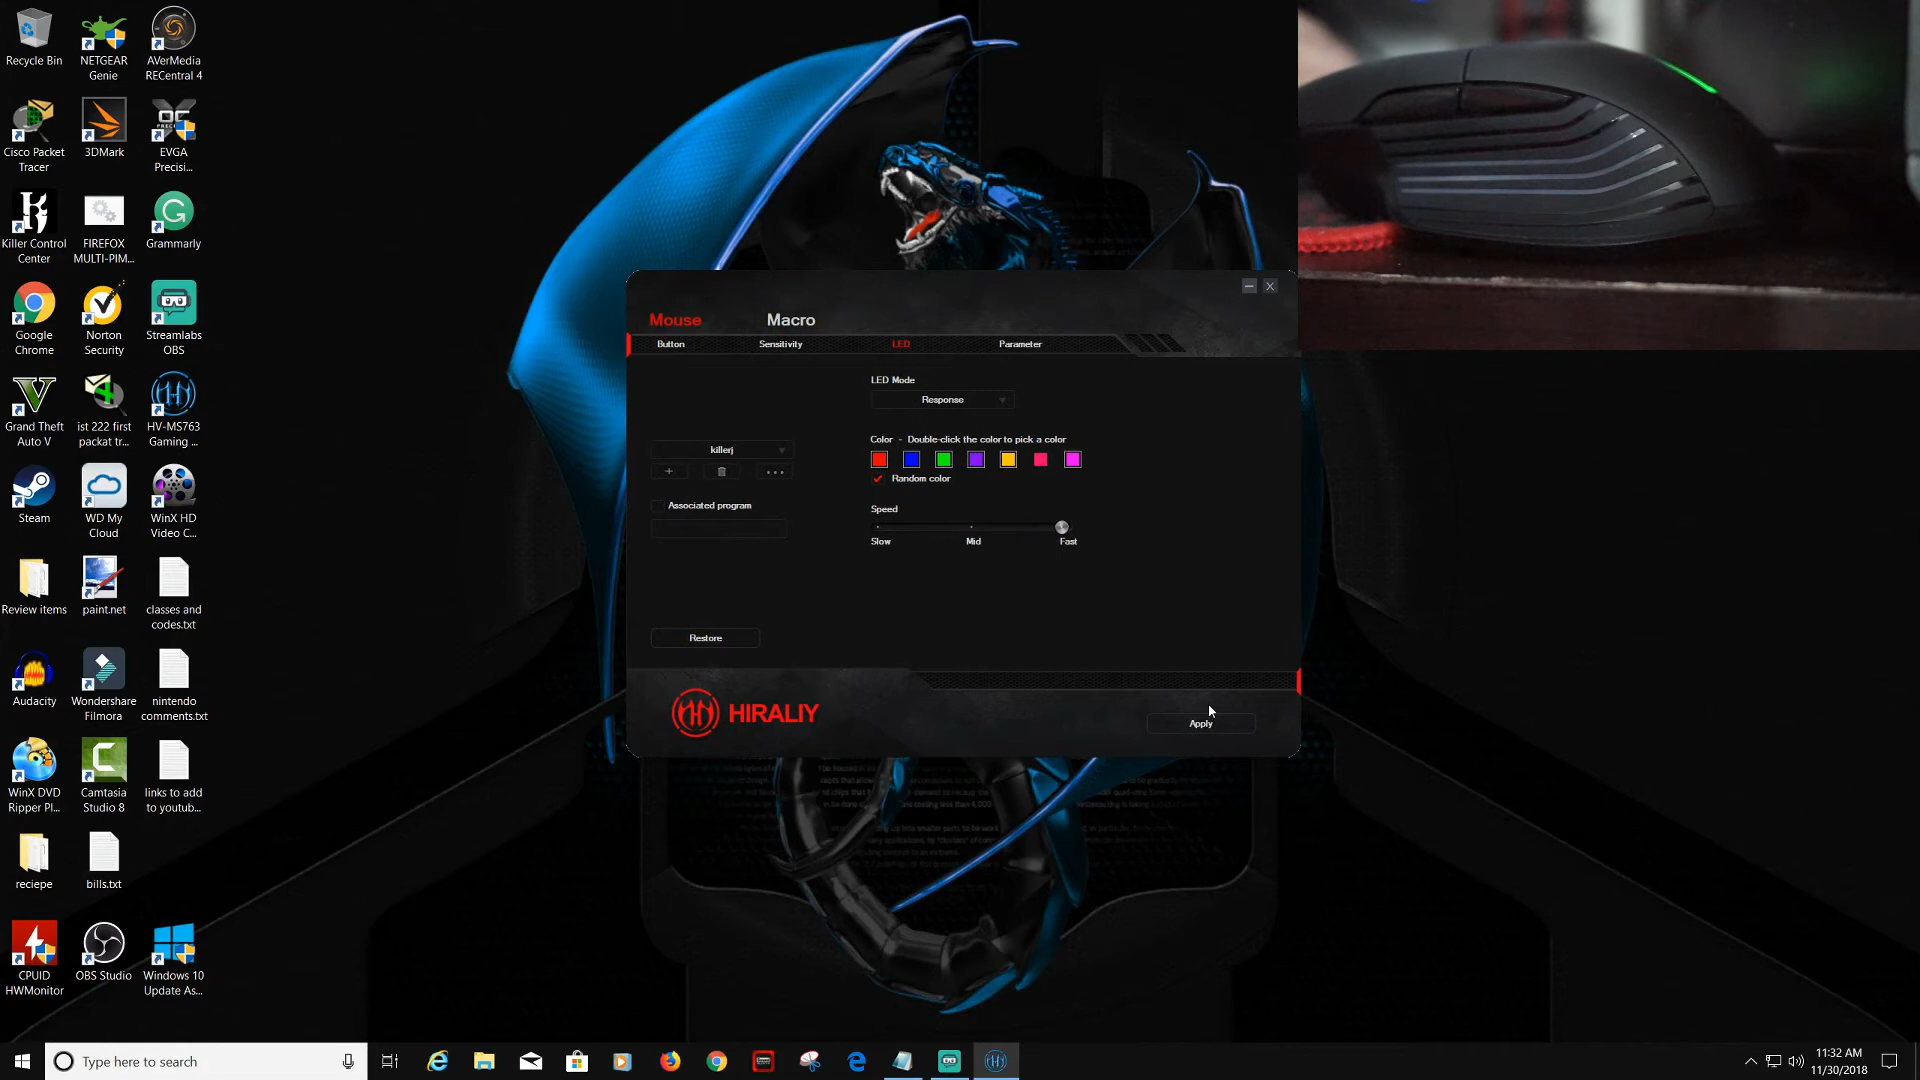 Recycle Bin
NETGEAR
Genie
AVerMedia
RECentral 4
Cisco Packet
Tracer
3DMark
EVGA
Precisi...
Killer Control
Center
FIREFOX
MULTI-PIM...
Grammarly
Google
Chrome
Norton
Security
Streamlabs
OBS
Grand Theft
Auto V
ist 222 first
packat tr...
HV-MS763
Gaming ...
Steam
WD My
Cloud
WinX HD
Video C...
Review items
paint.net
classes and
codes.txt
Audacity
Wondershare
Filmora
nintendo
comments.txt
WinX DVD
Ripper Pl...
Camtasia
Studio 8
links to add
to youtub...
reciepe
bills.txt
CPUID
HWMonitor
OBS Studio
Windows 10
Update As...
Mouse Macro
Button Sensitivity LED Parameter
LED Mode
Response
Color - Double-click the color to pick a color
killerj
Random color
Associated program
Speed
Slow Mid Fast
Restore
HIRALIY
Apply
Type here to search
11:32 AM
11/30/2018